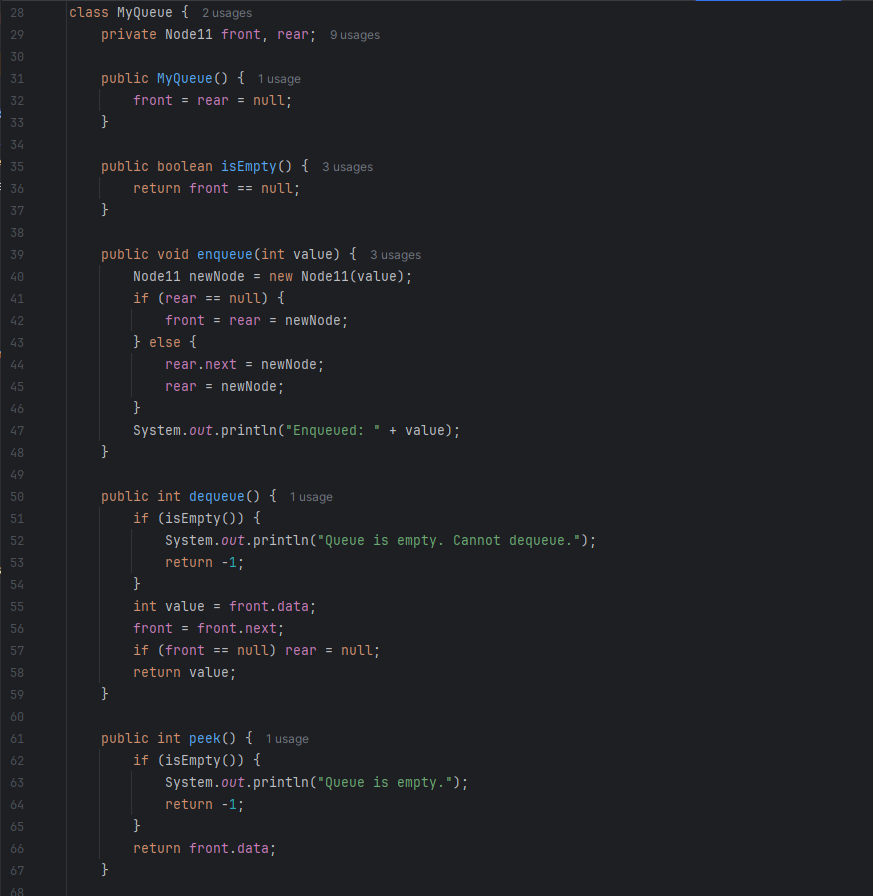 28 class MyQueue { 2 usages
29 private Node11 front, rear; 9 usages
30
31 public MyQueue() { 1 usage
32 front = rear = null;
33 }
34
35 public boolean isEmpty() { 3 usages
36 return front == null;
37 }
38
39 public void enqueue(int value) { 3 usages
40 Node11 newNode = new Node11(value);
41 if (rear == null) {
42 front = rear = newNode;
43 } else {
44 rear.next = newNode;
45 rear = newNode;
46 }
47 System.out.println("Enqueued: " + value);
48 }
49
50 public int dequeue() { 1 usage
51 if (isEmpty()) {
52 System.out.println("Queue is empty. Cannot dequeue.");
53 return -1;
54 }
55 int value = front.data;
56 front = front.next;
57 if (front == null) rear = null;
58 return value;
59 }
60
61 public int peek() { 1 usage
62 if (isEmpty()) {
63 System.out.println("Queue is empty.");
64 return -1;
65 }
66 return front.data;
67 }
68